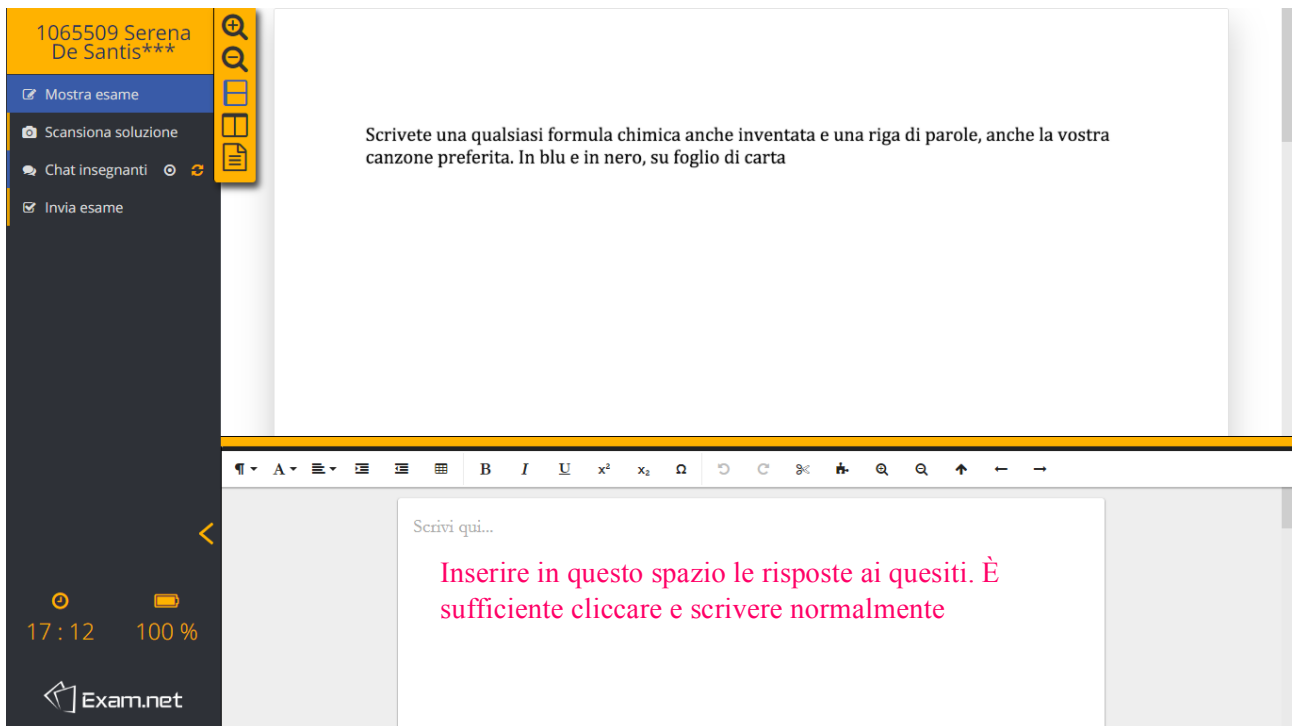 1065509 Serena
De Santis***
Mostra esame
Scansiona soluzione
Chat insegnanti
Invia esame
Scrivete una qualsiasi formula chimica anche inventata e una riga di parole, anche la vostra
canzone preferita. In blu e in nero, su foglio di carta
¶ A B I U x² x₂ Ω
Scrivi qui...
Inserire in questo spazio le risposte ai quesiti. È
sufficiente cliccare e scrivere normalmente
17 : 12 100 %
Exam.net